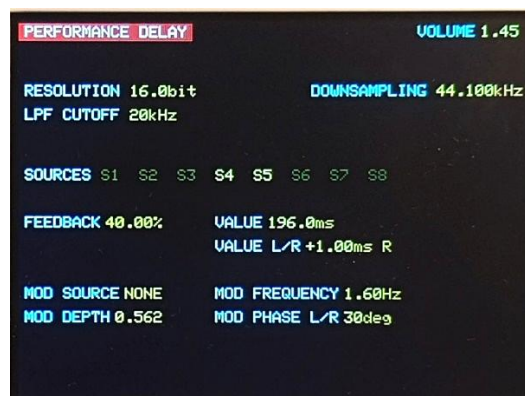 PERFORMANCE DELAY VOLUME 1.45
RESOLUTION 16.0bit DOWNSAMPLING 44.100kHz
LPF CUTOFF 20kHz
SOURCES S1 S2 S3 S4 S5 S6 S7 S8
FEEDBACK 40.00% VALUE 196.0ms
VALUE L/R +1.00ms R
MOD SOURCE NONE MOD FREQUENCY 1.60Hz
MOD DEPTH 0.562 MOD PHASE L/R 30deg